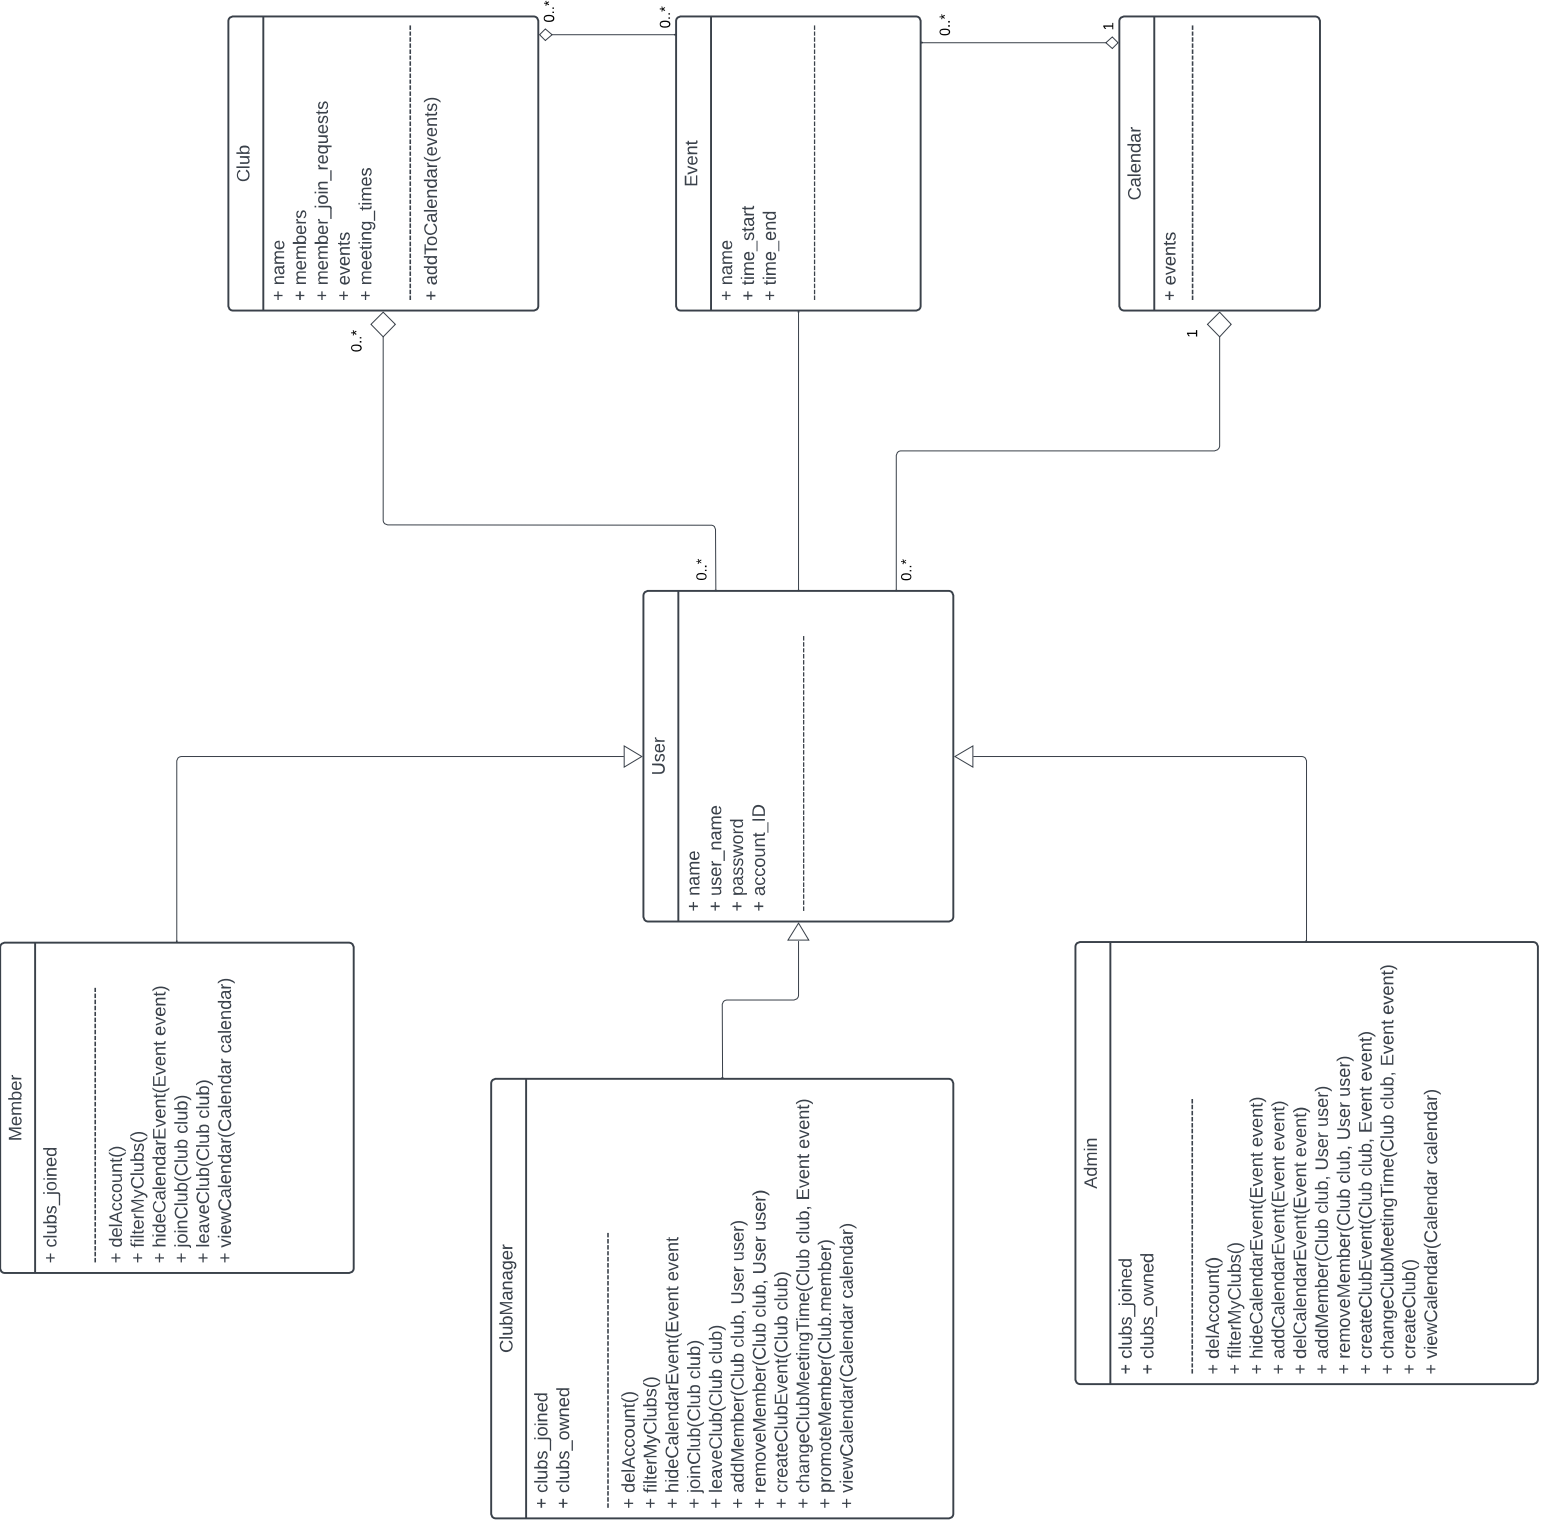 Member
+ clubs_joined
+ delAccount()
+ filterMyClubs()
+ hideCalendarEvent(Event event)
+ joinClub(Club club)
+ leaveClub(Club club)
+ viewCalendar(Calendar calendar)
Club
+ name
+ members
+ member_join_requests
+ events
+ meeting_times
+ addToCalendar(events)
0..*
0..*
0..*
0..*
ClubManager
+ clubs_joined
+ clubs_owned
+ delAccount()
+ filterMyClubs()
+ hideCalendarEvent(Event event
+ joinClub(Club club)
+ leaveClub(Club club)
+ addMember(Club club, User user)
+ removeMember(Club club, User user)
+ createClubEvent(Club club)
+ changeClubMeetingTime(Club club, Event event)
+ promoteMember(Club.member)
+ viewCalendar(Calendar calendar)
User
+ name
+ user_name
+ password
+ account_ID
Event
+ name
+ time_start
+ time_end
0..*
0..*
1
1
Admin
+ clubs_joined
+ clubs_owned
+ delAccount()
+ filterMyClubs()
+ hideCalendarEvent(Event event)
+ addCalendarEvent(Event event)
+ delCalendarEvent(Event event)
+ addMember(Club club, User user)
+ removeMember(Club club, User user)
+ createClubEvent(Club club, Event event)
+ changeClubMeetingTime(Club club, Event event)
+ createClub()
+ viewCalendar(Calendar calendar)
Calendar
+ events